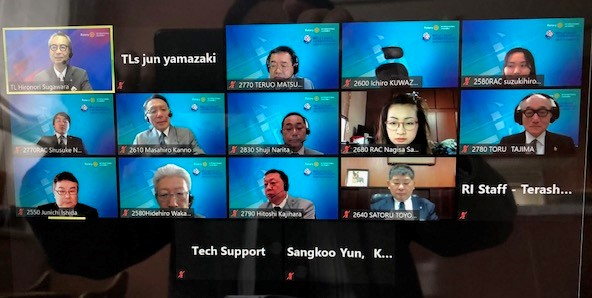 TL Hironori Sugawara
TLs jun yamazaki
2770 TERUO MATSU...
2600 Ichiro KUWAZ...
2580RAC suzukihiro...
2770RAC Shusuke N...
2610 Masahiro Kanno
2830 Shuji Narita
2680 RAC Nagisa Sa...
2780 TORU TAJIMA
2550 Junichi Ishida
2580Hidehiro Waka...
2790 Hitoshi Kajihara
2640 SATORU TOYO...
RI Staff - Terash...
Tech Support
Sangkoo Yun, K...